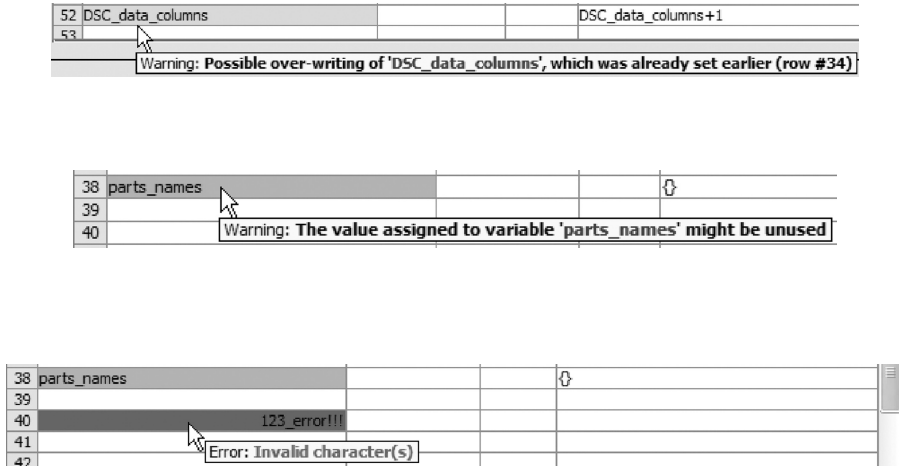 52 DSC_data_columns DSC_data_columns+1
53
Warning: Possible over-writing of 'DSC_data_columns', which was already set earlier (row #34)
38 parts_names {}
39
40
Warning: The value assigned to variable 'parts_names' might be unused
38 parts_names {}
39
40 123_error!!!
41
Error: Invalid character(s)
42